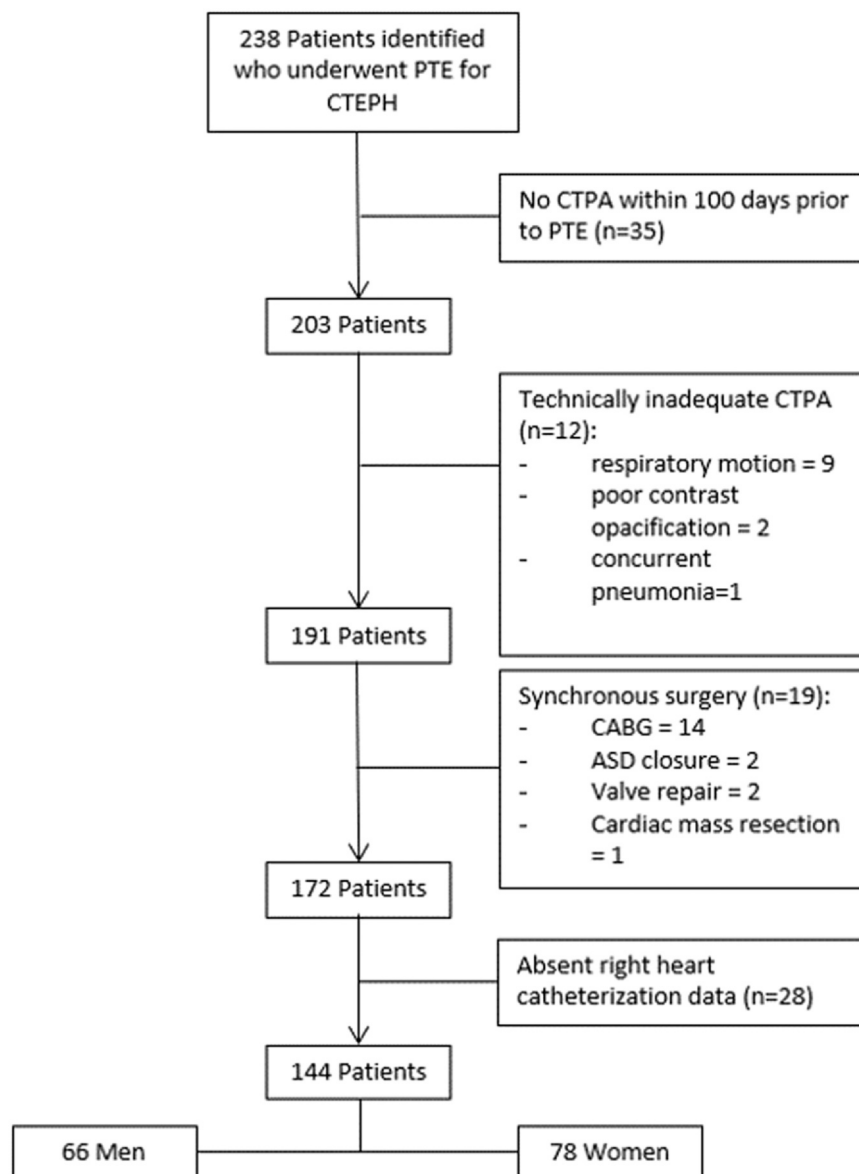 238 Patients identified
who underwent PTE for
CTEPH
No CTPA within 100 days prior
to PTE (n=35)
203 Patients
Technically inadequate CTPA
(n=12):
- respiratory motion = 9
- poor contrast
opacification = 2
- concurrent
pneumonia=1
191 Patients
Synchronous surgery (n=19):
- CABG = 14
- ASD closure = 2
- Valve repair = 2
- Cardiac mass resection
= 1
172 Patients
Absent right heart
catheterization data (n=28)
144 Patients
66 Men
78 Women